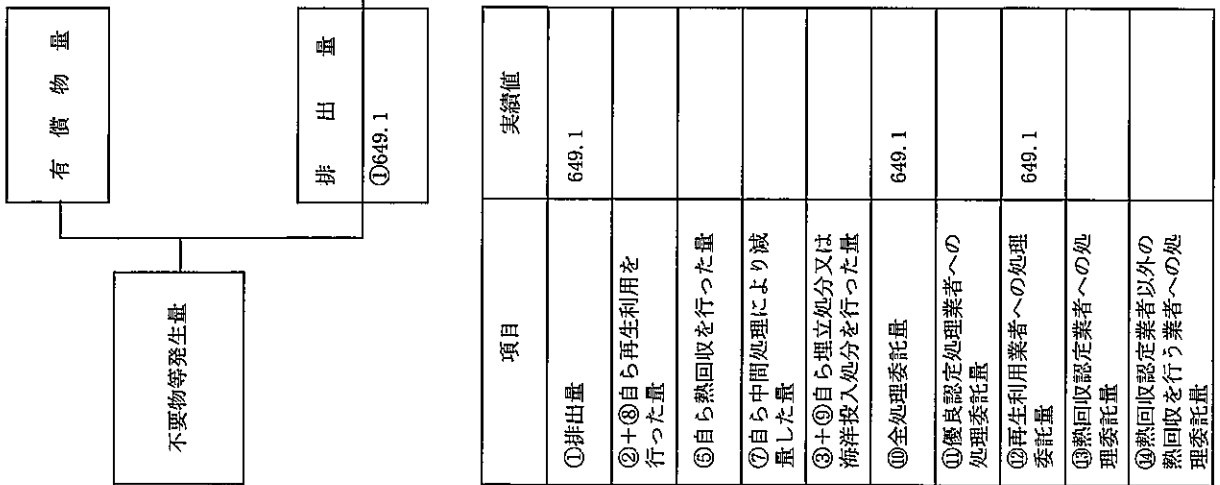 有償物量
不要物等発生量
排出量
①649.1
項目
実績値
①排出量
649.1
②+⑧自ら再生利用を
行った量
⑤自ら熱回収を行った量
⑦自ら中間処理により減
量した量
③+⑨自ら埋立処分又は
海洋投入処分を行った量
⑩全処理委託量
649.1
⑪優良認定処理業者への
処理委託量
⑫再生利用業者への処理
委託量
649.1
⑬熱回収認定業者への処
理委託量
⑭熱回収認定業者以外の
熱回収を行う業者への処
理委託量